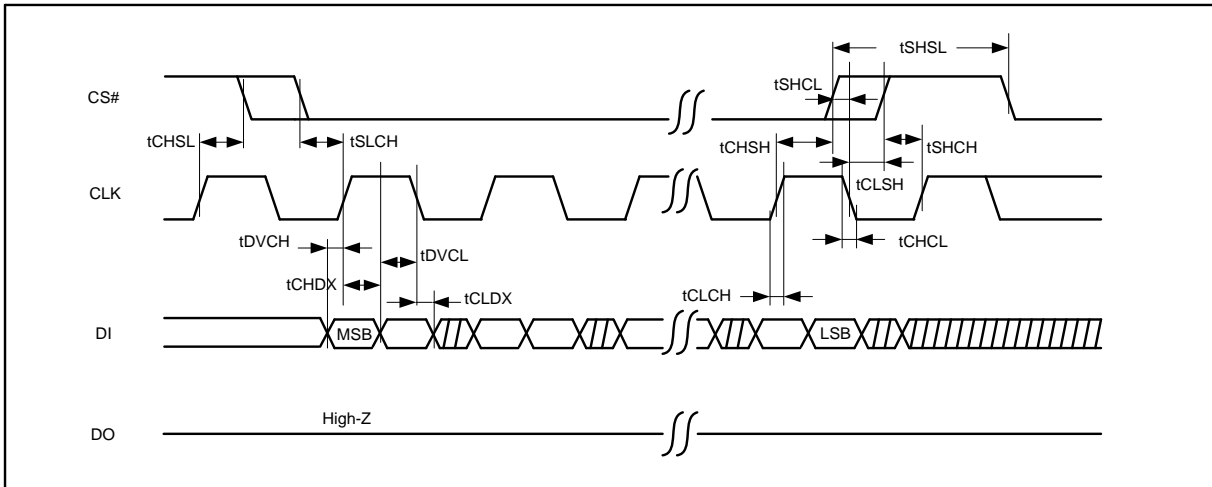 tSHSL
CS#
tSHCL
tCHSL
tSLCH
tCHSH
tSHCH
tCLSH
CLK
tDVCH
tDVCL
tCHCL
tCHDX
tCLDX
tCLCH
DI
MSB
LSB
High-Z
DO